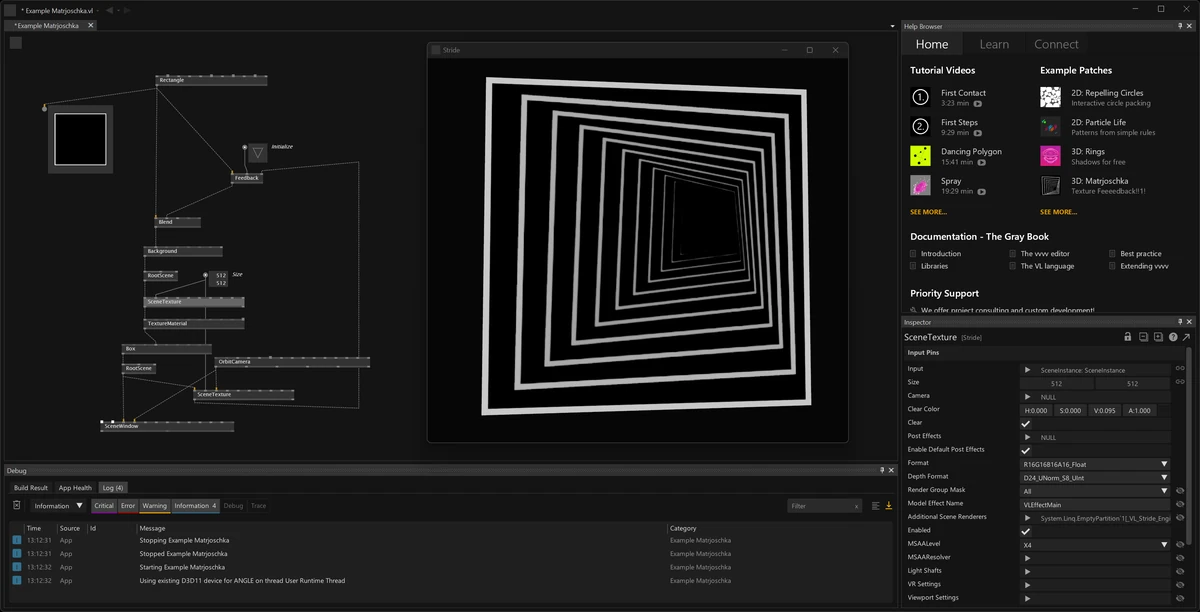 * Example Matrjoschka.vl
*Example Matrjoschka
Rectangle
Initialize
Feedback
Blend
Background
RootScene
Size
512
512
SceneTexture
TextureMaterial
Box
OrbitCamera
RootScene
SceneTexture
SceneWindow
Stride
Help Browser
Home Learn Connect
Tutorial Videos
1. First Contact
3:23 min
2. First Steps
9:29 min
Dancing Polygon
15:41 min
Spray
19:29 min
SEE MORE...
Example Patches
2D: Repelling Circles
Interactive circle packing
2D: Particle Life
Patterns from simple rules
3D: Rings
Shadows for free
3D: Matrjoschka
Texture Feeeedback!!1!
SEE MORE...
Documentation - The Gray Book
Introduction The vvvv editor Best practice
Libraries The VL language Extending vvvv
Priority Support
We offer project consulting and custom development!
Inspector
SceneTexture [Stride]
Input Pins
Input SceneInstance: SceneInstance
Size 512 512
Camera NULL
Clear Color H:0.000 S:0.000 V:0.095 A:1.000
Clear
Post Effects NULL
Enable Default Post Effects
Format R16G16B16A16_Float
Depth Format D24_UNorm_S8_UInt
Render Group Mask All
Model Effect Name VLEffectMain
Additional Scene Renderers System.Linq.EmptyPartition`1[_VL_Stride_Engi
Enabled
MSAALevel X4
MSAAResolver
Light Shafts
VR Settings
Viewport Settings
Debug
Build Result App Health Log (4)
Information Critical Error Warning Information 4 Debug Trace Filter x
Time Source Id Message Category
13:12:31 App Stopping Example Matrjoschka Example Matrjoschka
13:12:31 App Stopped Example Matrjoschka Example Matrjoschka
13:12:32 App Starting Example Matrjoschka Example Matrjoschka
13:12:32 App Using existing D3D11 device for ANGLE on thread User Runtime Thread Example Matrjoschka